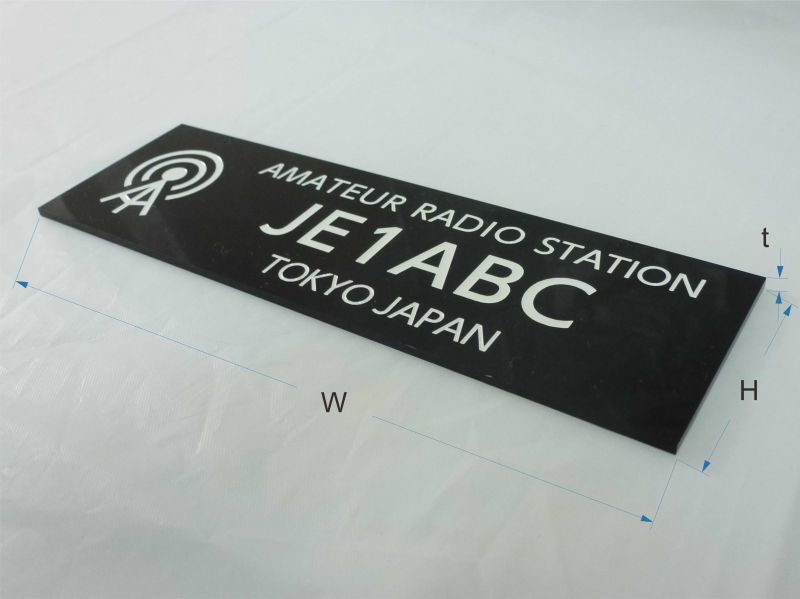 AMATEUR RADIO STATION
JE1ABC
TOKYO JAPAN
t
H
W